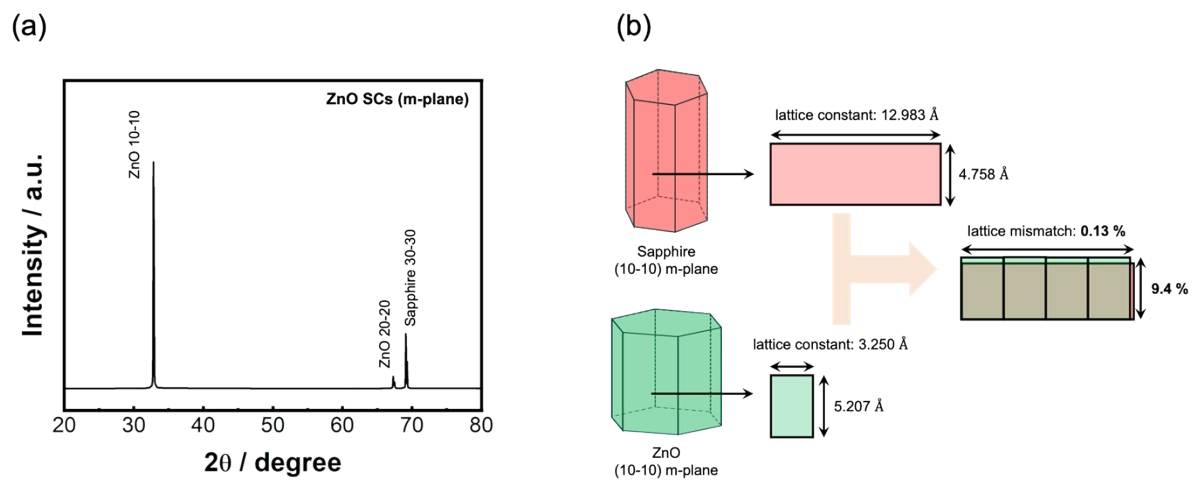 (a)
ZnO SCs (m-plane)
ZnO 10-10
ZnO 20-20
Sapphire 30-30
Intensity / a.u.
20 30 40 50 60 70 80
2θ / degree
(b)
lattice constant: 12.983 Å
4.758 Å
Sapphire
(10-10) m-plane
lattice mismatch: 0.13 %
9.4 %
lattice constant: 3.250 Å
5.207 Å
ZnO
(10-10) m-plane